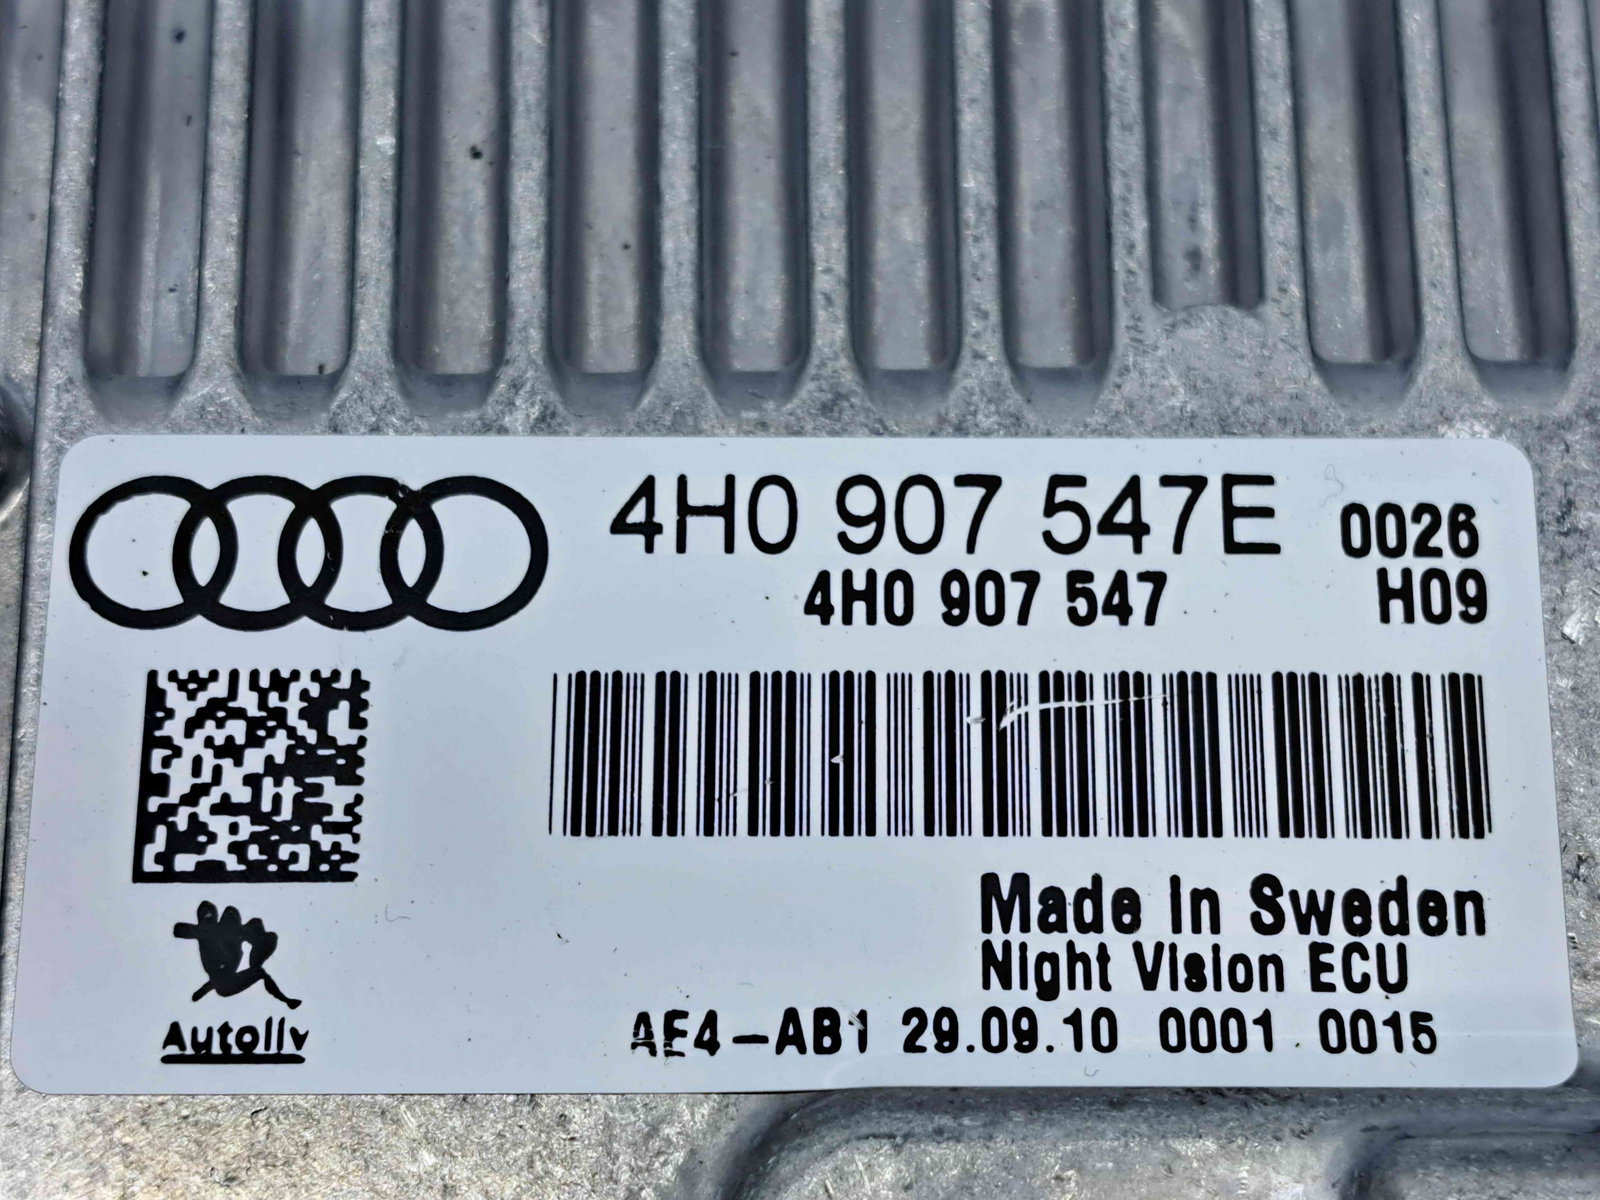 4H0 907 547E 0026
4H0 907 547 H09
Made In Sweden
Night Vision ECU
Autoliv
AE4-AB1 29.09.10 0001 0015